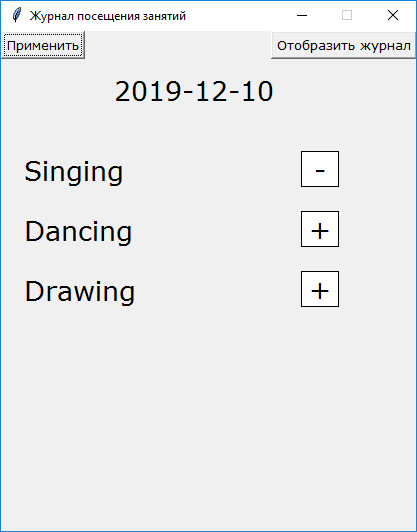 Журнал посещения занятий
Применить Отобразить журнал
2019-12-10
Singing -
Dancing +
Drawing +